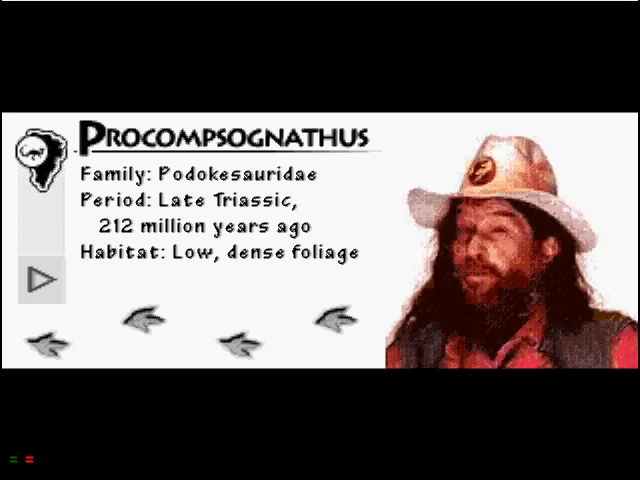 PROCOMPSOGNATHUS
Family: Podokesauridae
Period: Late Triassic,
212 million years ago
Habitat: Low, dense foliage